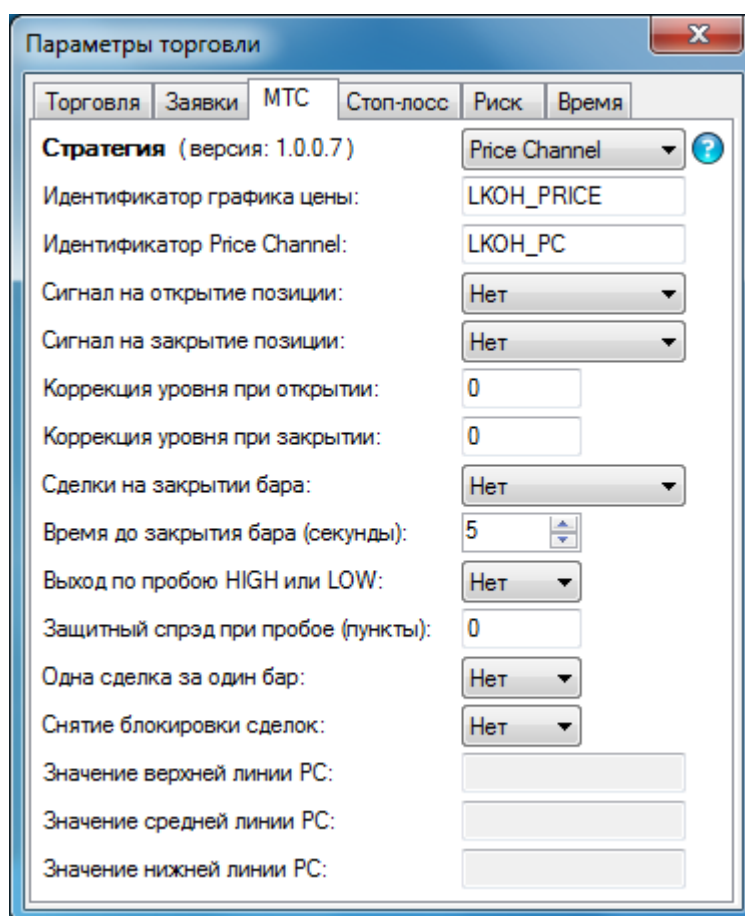 Параметры торговли
Торговля Заявки МТС Стоп-лосс Риск Время
Стратегия (версия: 1.0.0.7) Price Channel ?
Идентификатор графика цены: LKOH_PRICE
Идентификатор Price Channel: LKOH_PC
Сигнал на открытие позиции: Нет
Сигнал на закрытие позиции: Нет
Коррекция уровня при открытии: 0
Коррекция уровня при закрытии: 0
Сделки на закрытии бара: Нет
Время до закрытия бара (секунды): 5
Выход по пробою HIGH или LOW: Нет
Защитный спрэд при пробое (пункты): 0
Одна сделка за один бар: Нет
Снятие блокировки сделок: Нет
Значение верхней линии PC:
Значение средней линии PC:
Значение нижней линии PC: